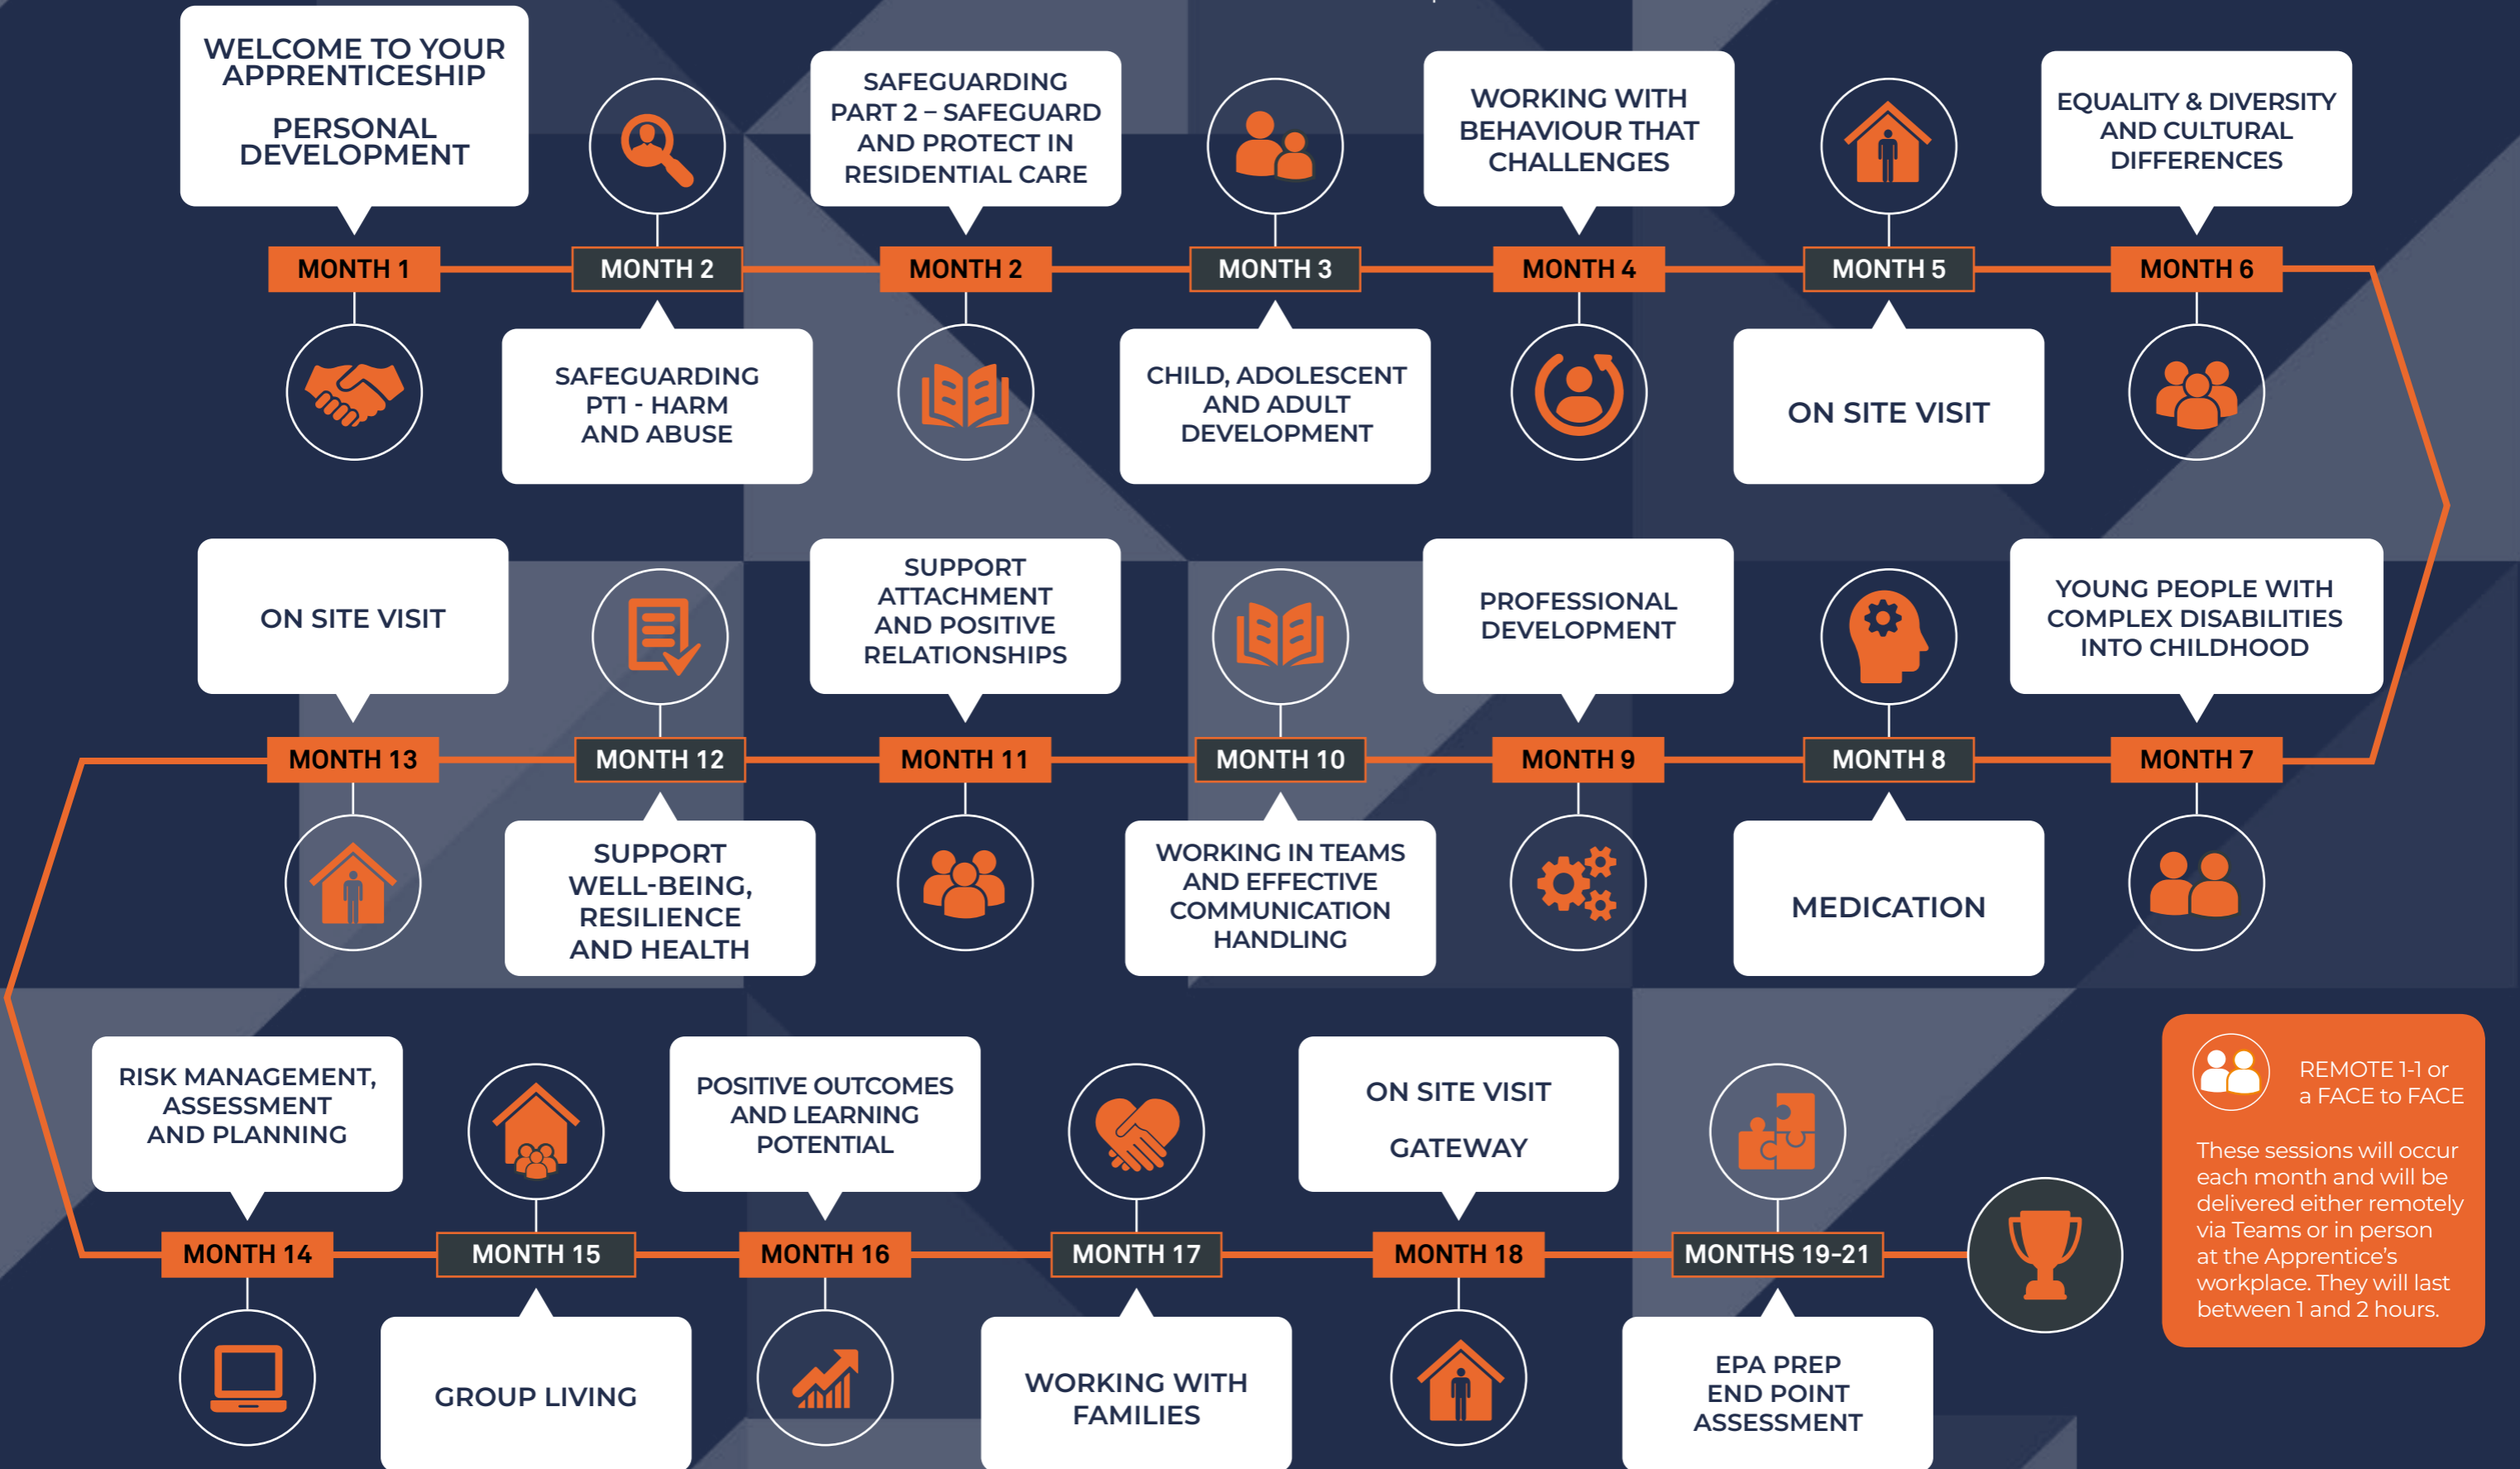 WELCOME TO YOUR
APPRENTICESHIP
PERSONAL
DEVELOPMENT
MONTH 1
MONTH 2
SAFEGUARDING
PT1 - HARM
AND ABUSE
SAFEGUARDING
PART 2 – SAFEGUARD
AND PROTECT IN
RESIDENTIAL CARE
MONTH 2
MONTH 3
CHILD, ADOLESCENT
AND ADULT
DEVELOPMENT
WORKING WITH
BEHAVIOUR THAT
CHALLENGES
MONTH 4
MONTH 5
ON SITE VISIT
EQUALITY & DIVERSITY
AND CULTURAL
DIFFERENCES
MONTH 6
YOUNG PEOPLE WITH
COMPLEX DISABILITIES
INTO CHILDHOOD
MONTH 7
MONTH 8
MEDICATION
PROFESSIONAL
DEVELOPMENT
MONTH 9
MONTH 10
WORKING IN TEAMS
AND EFFECTIVE
COMMUNICATION
HANDLING
SUPPORT
ATTACHMENT
AND POSITIVE
RELATIONSHIPS
MONTH 11
MONTH 12
SUPPORT
WELL-BEING,
RESILIENCE
AND HEALTH
ON SITE VISIT
MONTH 13
RISK MANAGEMENT,
ASSESSMENT
AND PLANNING
MONTH 14
MONTH 15
GROUP LIVING
POSITIVE OUTCOMES
AND LEARNING
POTENTIAL
MONTH 16
MONTH 17
WORKING WITH
FAMILIES
ON SITE VISIT
GATEWAY
MONTH 18
MONTHS 19-21
EPA PREP
END POINT
ASSESSMENT
REMOTE 1-1 or
a FACE to FACE
These sessions will occur
each month and will be
delivered either remotely
via Teams or in person
at the Apprentice's
workplace. They will last
between 1 and 2 hours.